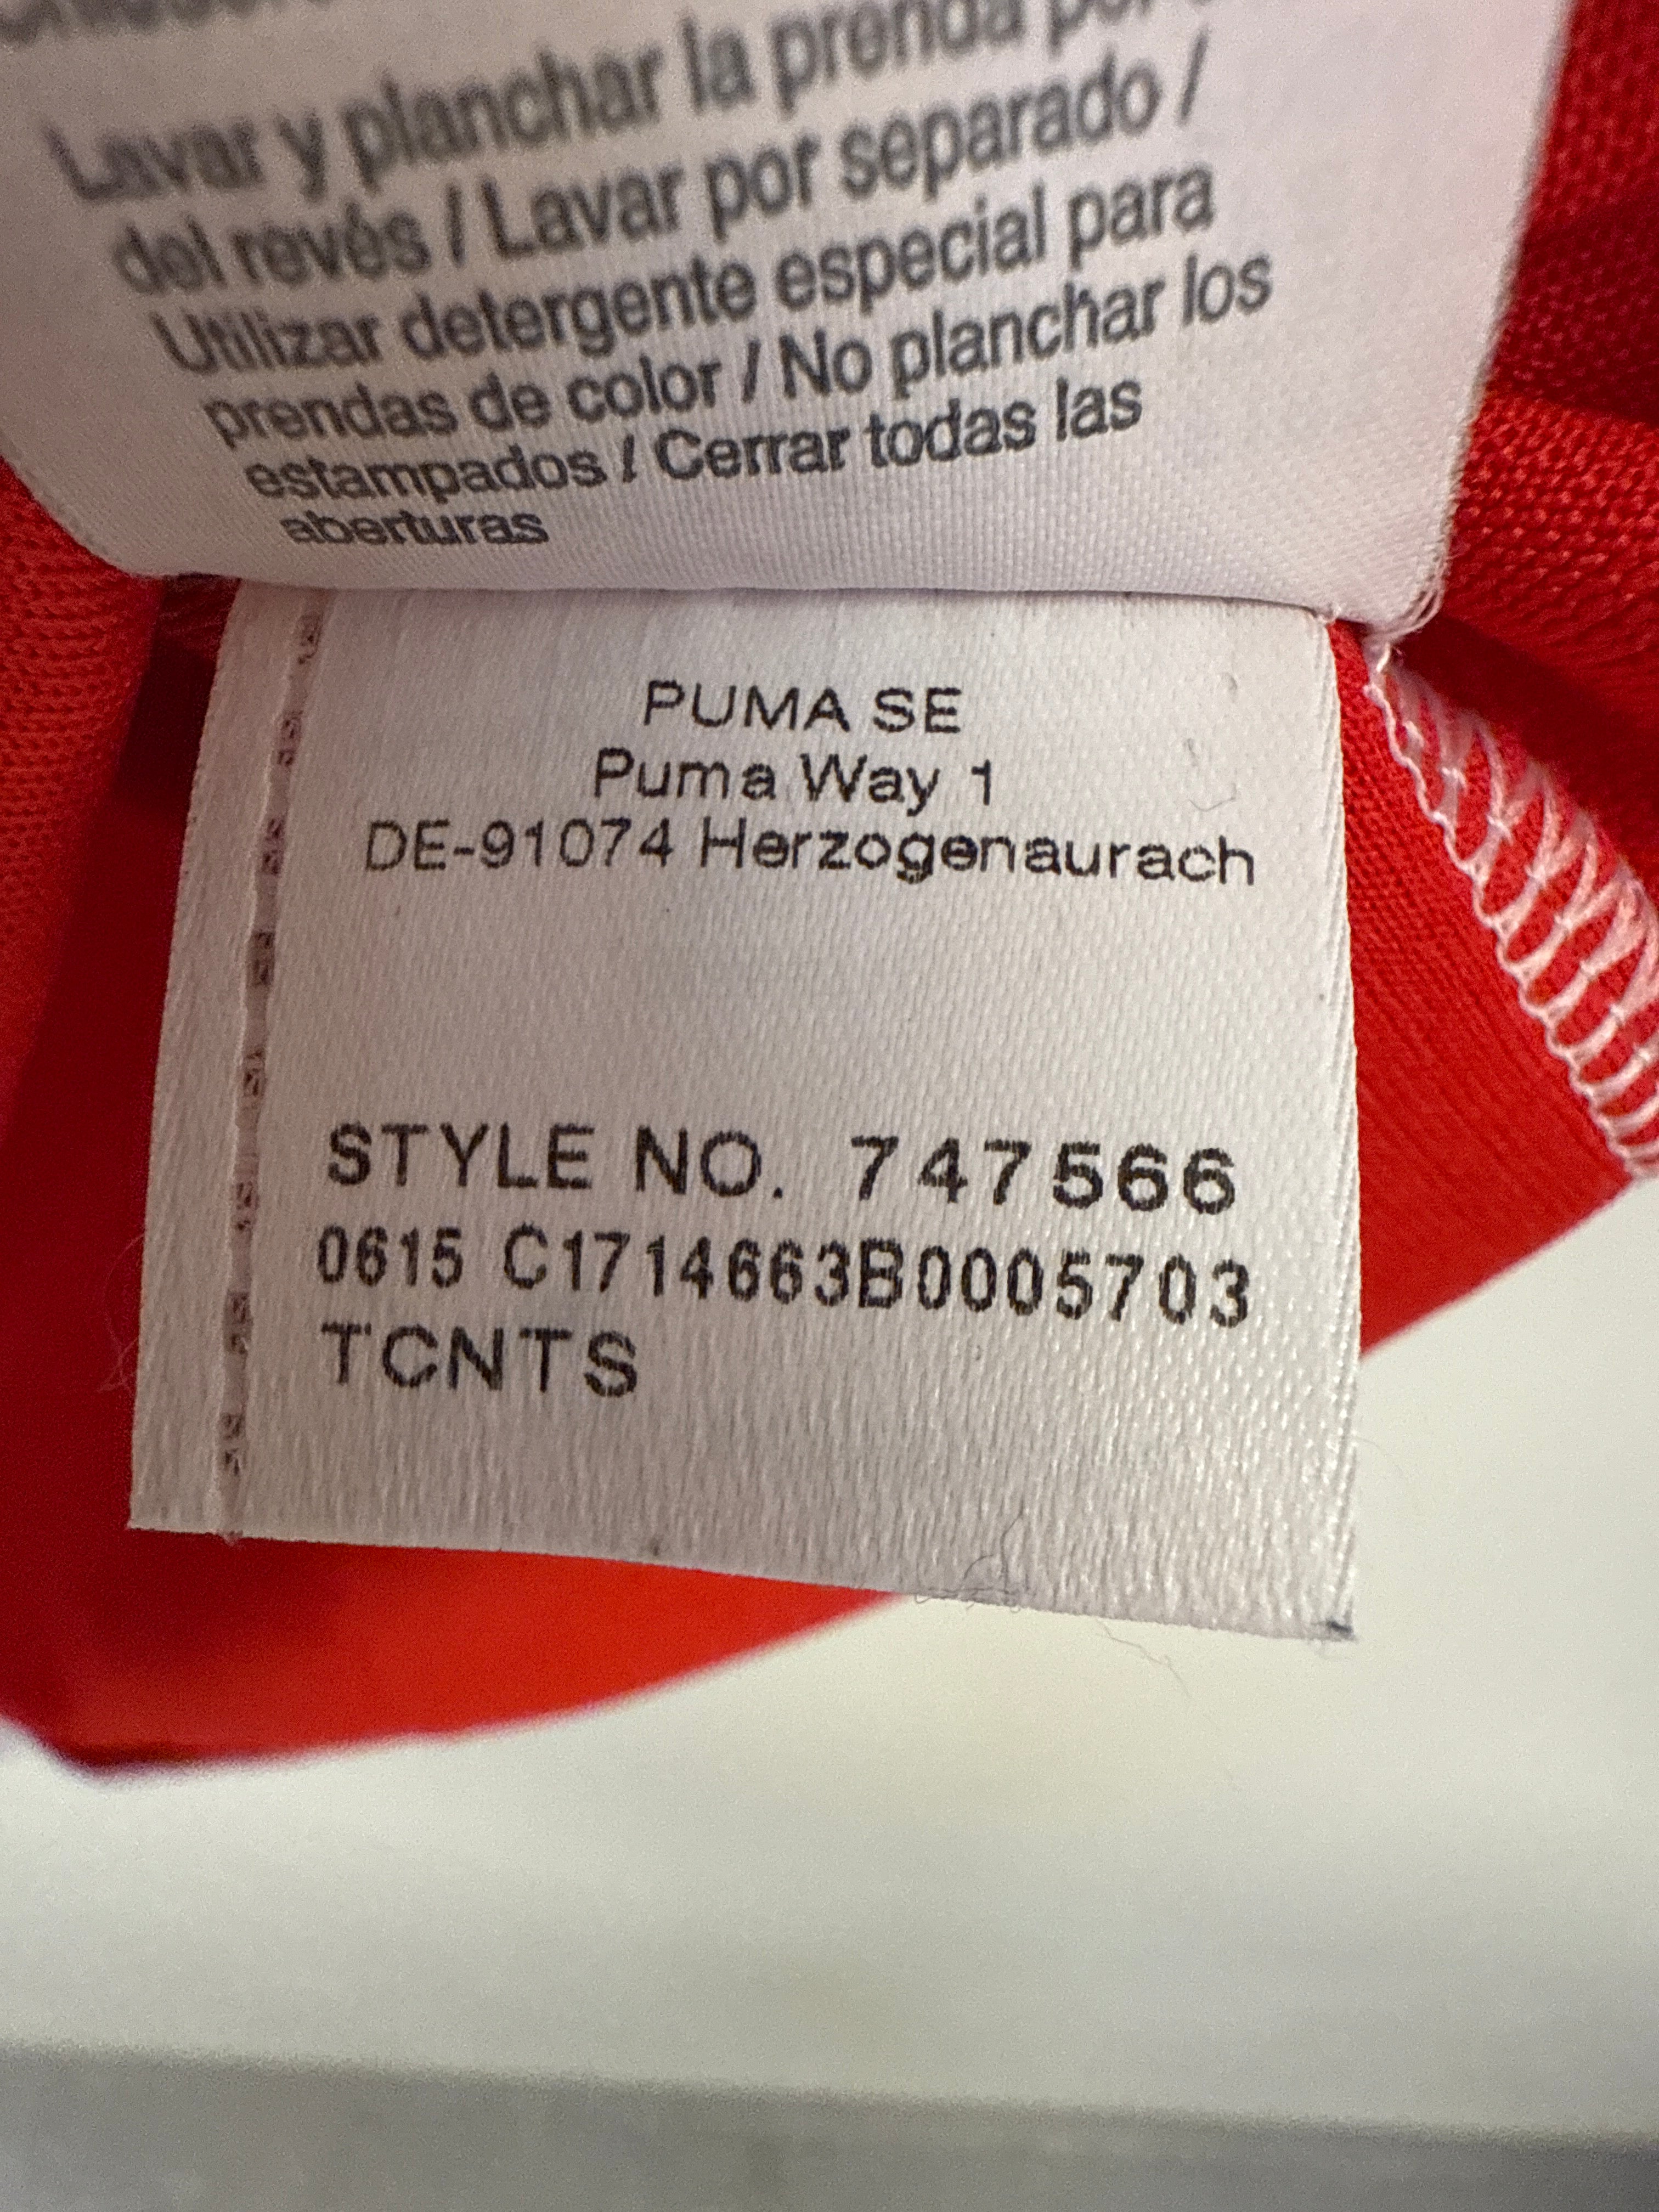 Lavar y planchar la prenda por
del revés / Lavar por separado /
Utilizar detergente especial para
prendas de color / No planchar los
estampados / Cerrar todas las
aberturas
PUMA SE
Puma Way 1
DE-91074 Herzogenaurach
STYLE NO. 747566
0615 C1714663B0005703
TCNTS